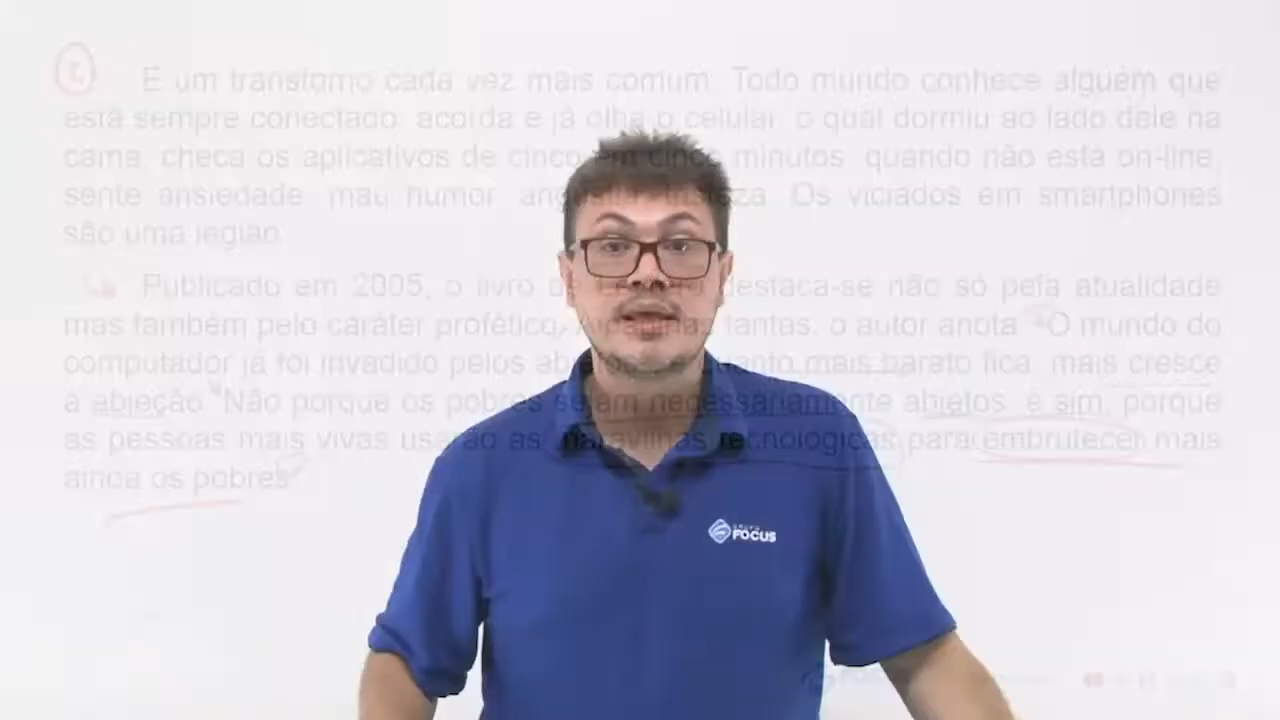 É um transtorno cada vez mais comum. Todo mundo conhece alguém que
está sempre conectado: acorda e já olha o celular, o qual dormiu ao lado dele na
cama, checa os aplicativos de cinco em cinco minutos, quando não está on-line,
sente ansiedade, mau humor, Os viciados em smartphones
são uma legião.
Publicado em 2005, o livro destaca-se não só pela atualidade
mas também pelo caráter profético. tantas, o autor anota: "O mundo do
computador já foi invadido pelos mais barato fica, mais cresce
a abjeção. Não porque os pobres sejam necessariamente abjetos, e sim, porque
as pessoas mais vivas usarão as maravilhas tecnológicas para embrutecer mais
ainda os pobres"
GRUPO
FOCUS